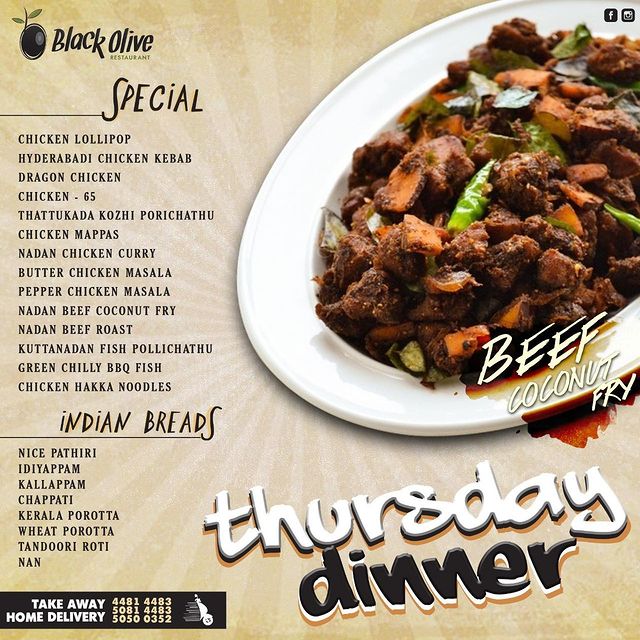 Black Olive
RESTAURANT
SPECIAL
CHICKEN LOLLIPOP
HYDERABADI CHICKEN KEBAB
DRAGON CHICKEN
CHICKEN - 65
THATTUKADA KOZHI PORICHATHU
CHICKEN MAPPAS
NADAN CHICKEN CURRY
BUTTER CHICKEN MASALA
PEPPER CHICKEN MASALA
NADAN BEEF COCONUT FRY
NADAN BEEF ROAST
KUTTANADAN FISH POLLICHATHU
GREEN CHILLY BBQ FISH
CHICKEN HAKKA NOODLES
INDIAN BREADS
NICE PATHIRI
IDIYAPPAM
KALLAPPAM
CHAPPATI
KERALA POROTTA
WHEAT POROTTA
TANDOORI ROTI
NAN
BEEF
COCONUT
FRY
thursday
dinner
TAKE AWAY
HOME DELIVERY
4481 4483
5081 4483
5050 0352